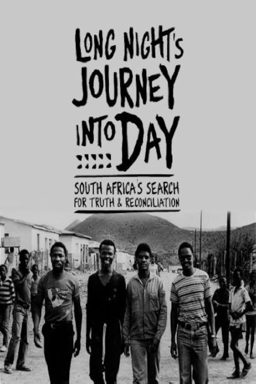 LONG NIGHT'S
JOURNEY
INTO DAY
SOUTH AFRICA'S SEARCH
FOR TRUTH & RECONCILIATION